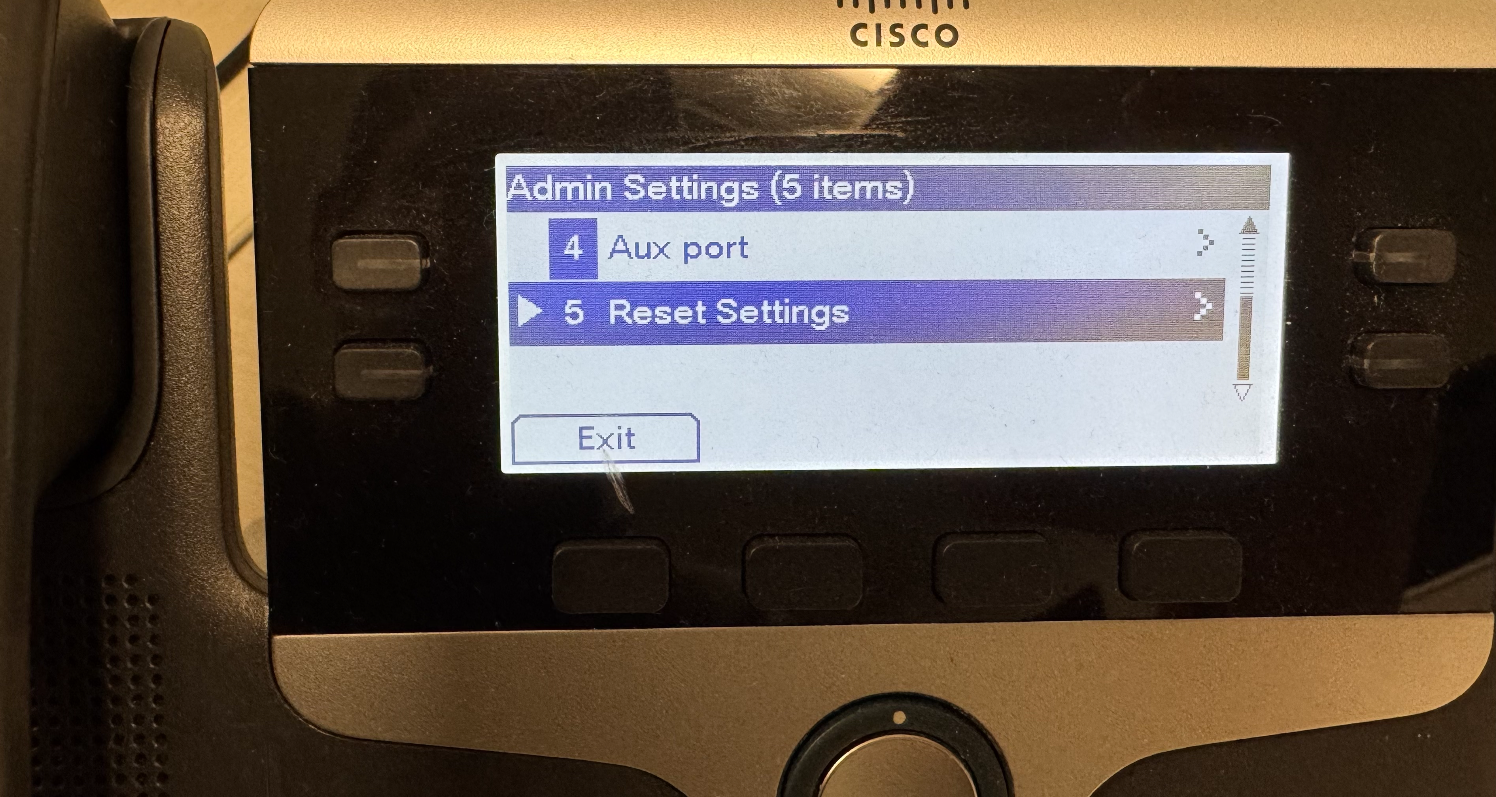 CISCO
Admin Settings (5 items)
4 Aux port
5 Reset Settings
Exit